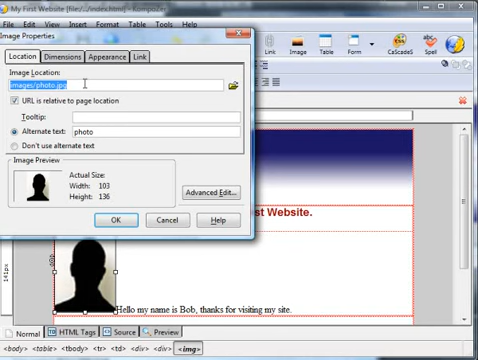 My First Website [file:/.../index.html] - KompoZer
File Edit View Insert Format Table Tools Help
Image Properties
Location Dimensions Appearance Link
Link Image Table Form CaScadeS Spell
Image Location:
images/photo.jpg
URL is relative to page location
Tooltip:
Alternate text: photo
Don't use alternate text
Image Preview
Actual Size:
Width: 103
Height: 136
Advanced Edit...
OK Cancel Help
st Website.
141px
Hello my name is Bob, thanks for visiting my site.
Normal HTML Tags Source Preview
<body> <table> <tbody> <tr> <td> <div> <div> <img>